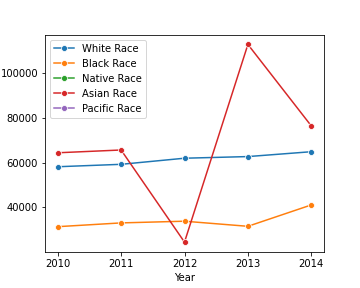 White Race
Black Race
Native Race
Asian Race
Pacific Race
100000
80000
60000
40000
2010 2011 2012 2013 2014
Year